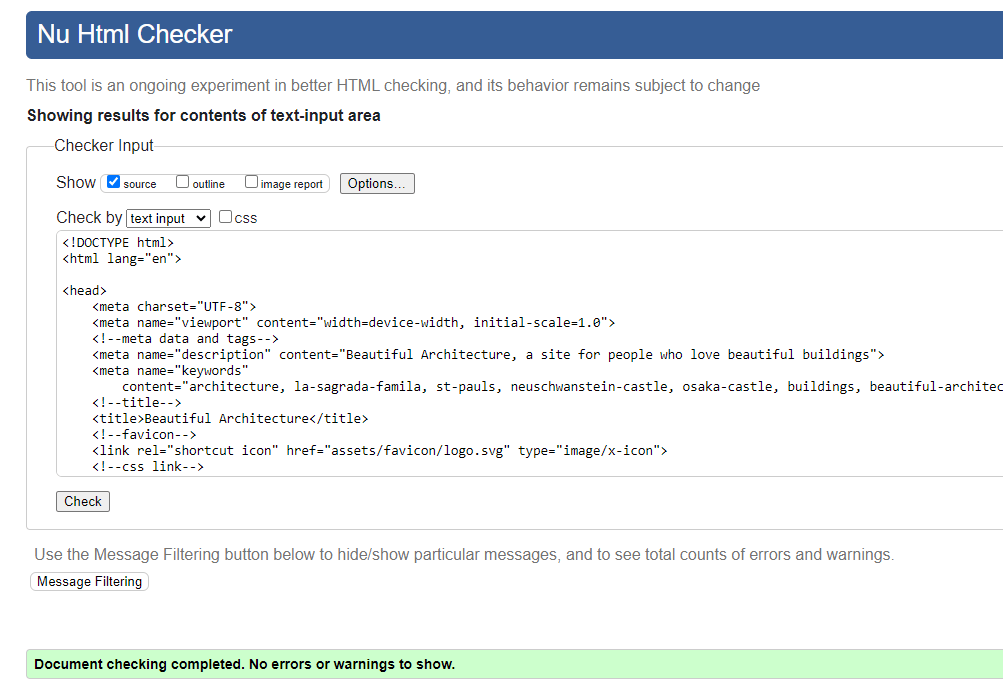 Nu Html Checker
This tool is an ongoing experiment in better HTML checking, and its behavior remains subject to change
Showing results for contents of text-input area
Checker Input
Show source outline image report Options...
Check by text input css
<!DOCTYPE html>
<html lang="en">
<head>
<meta charset="UTF-8">
<meta name="viewport" content="width=device-width, initial-scale=1.0">
<!--meta data and tags-->
<meta name="description" content="Beautiful Architecture, a site for people who love beautiful buildings">
<meta name="keywords"
content="architecture, la-sagrada-famila, st-pauls, neuschwanstein-castle, osaka-castle, buildings, beautiful-architec
<!--title-->
<title>Beautiful Architecture</title>
<!--favicon-->
<link rel="shortcut icon" href="assets/favicon/logo.svg" type="image/x-icon">
<!--css link-->
Check
Use the Message Filtering button below to hide/show particular messages, and to see total counts of errors and warnings.
Message Filtering
Document checking completed. No errors or warnings to show.